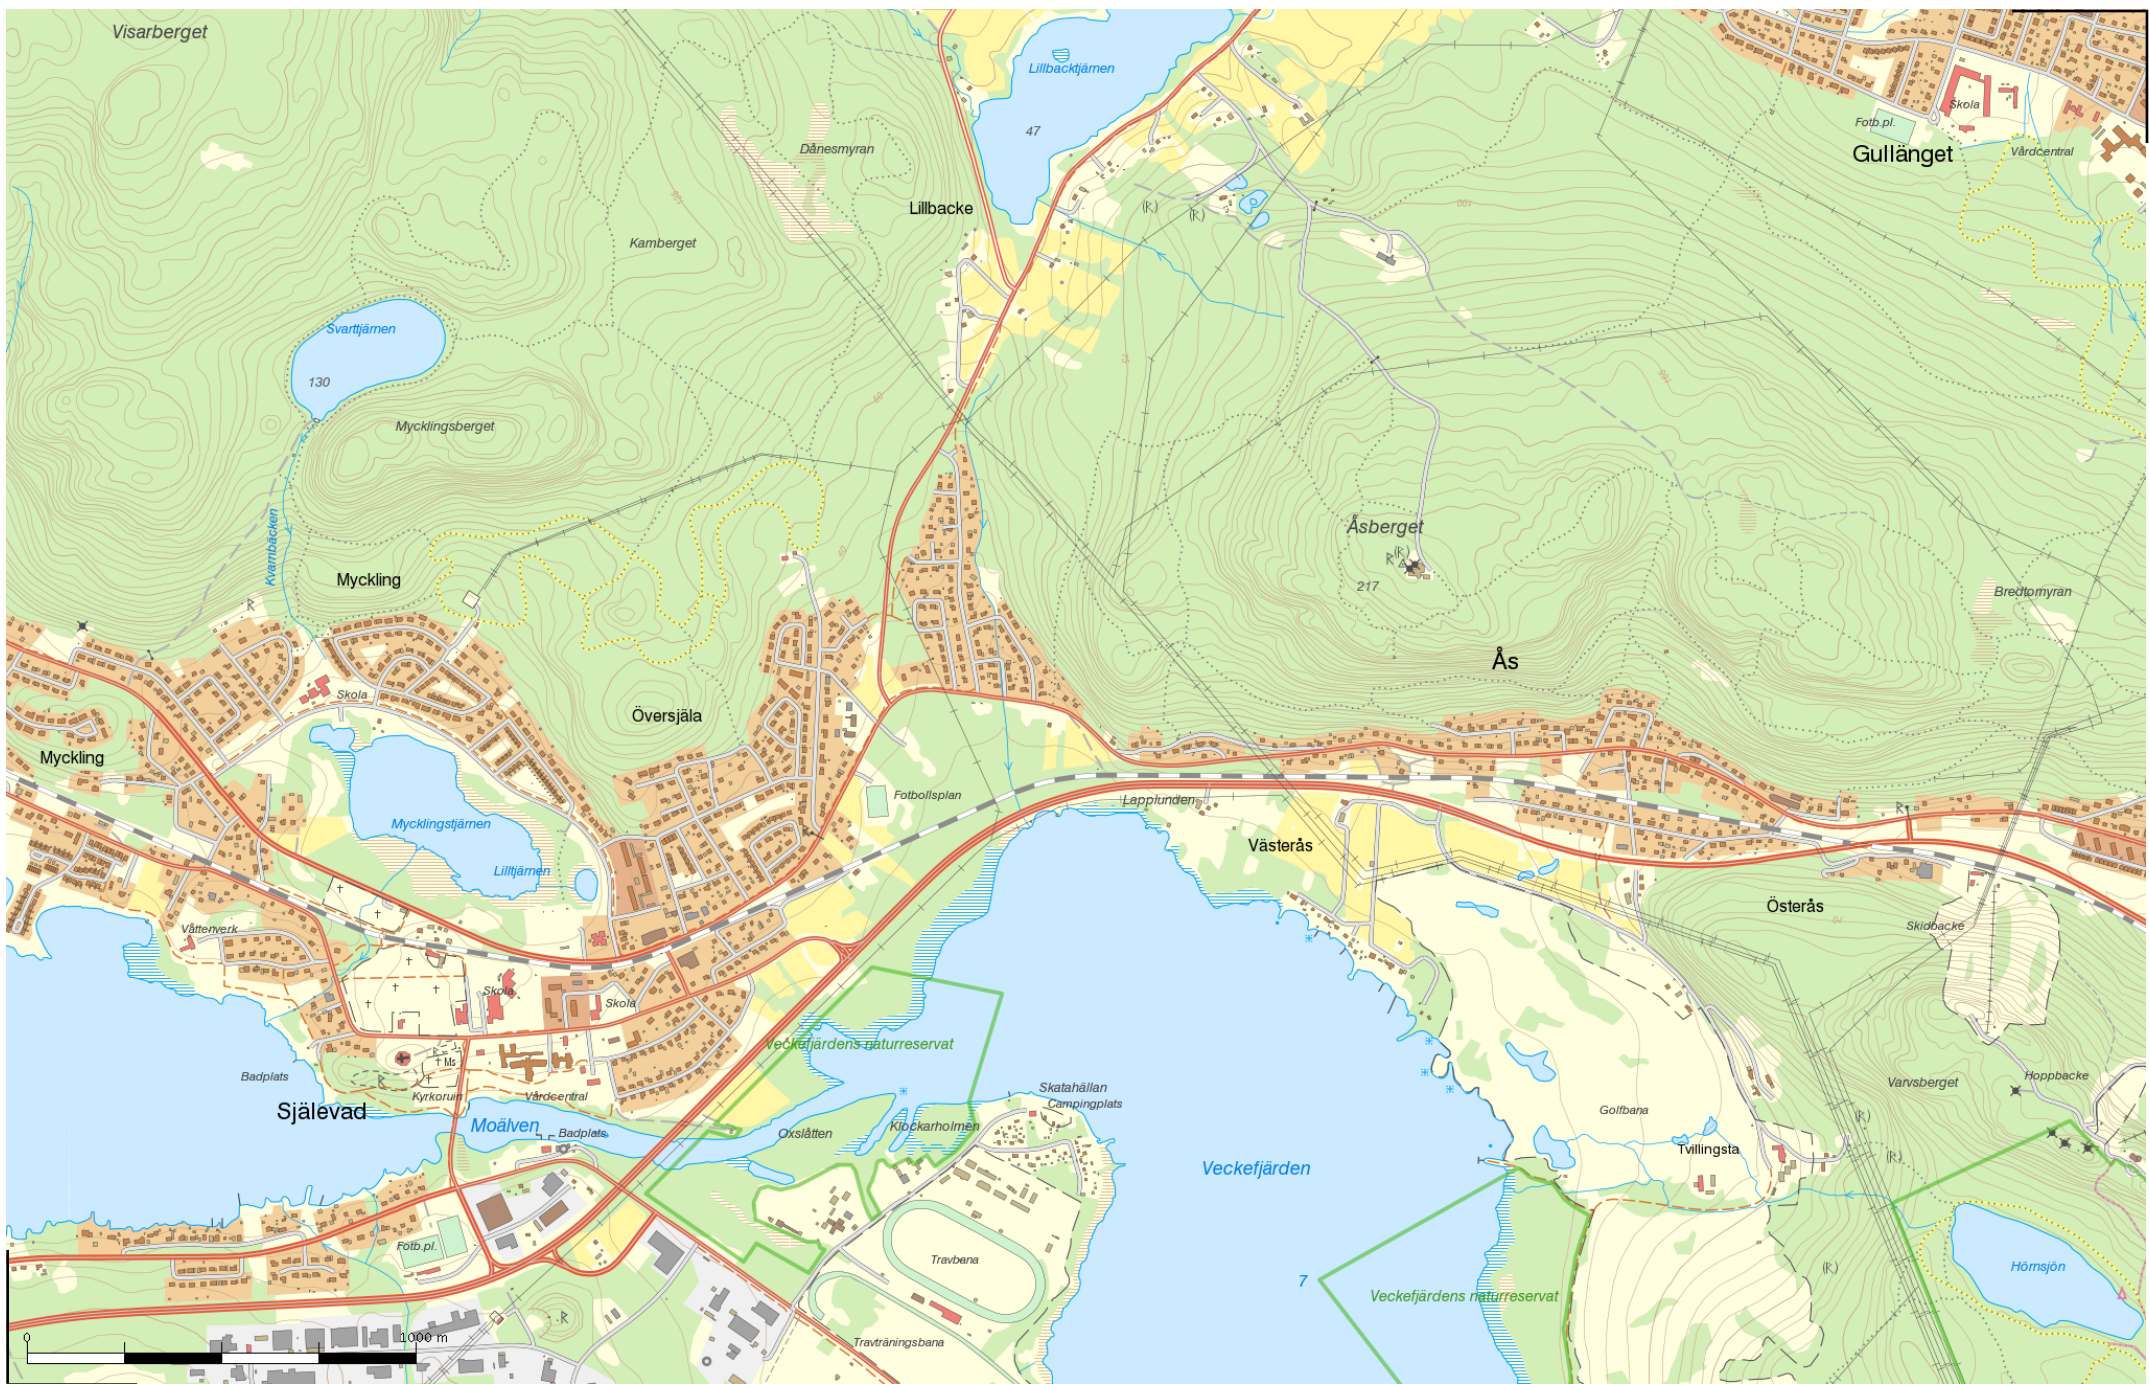 Visarberget
Lillbacktjärnen
Skola
Fotb.pl.
47
Dånesmyran
Gullänget
Vårdcentral
Lillbacke
(R)
(R)
100
Kamberget
Svarttjärnen
130
Mycklingsberget
Kvarnbäcken
Åsberget
R
(R)
217
Myckling
R
Bredtomyran
Ås
Skola
Översjäla
Myckling
Fotbollsplan
Lapplunden
R
Mycklingstjärnen
Västerås
Lilltjärnen
Österås
Vattenverk
Skidbacke
Skola
Skola
Veckefjärdens naturreservat
Ms
Badplats
R
Kyrkoruin
Vårdcentral
Skatahällan
Campingplats
Varvsberget
Hoppbacke
Själevad
Moälven
Badplats
Oxslåtten
Klockarholmen
Golfbana
(R)
Tvillingsta
(R)
Veckefjärden
Fotb.pl.
Travbana
7
Veckefjärdens naturreservat
(R)
Hörnsjön
R
Travträningsbana
0
1000 m